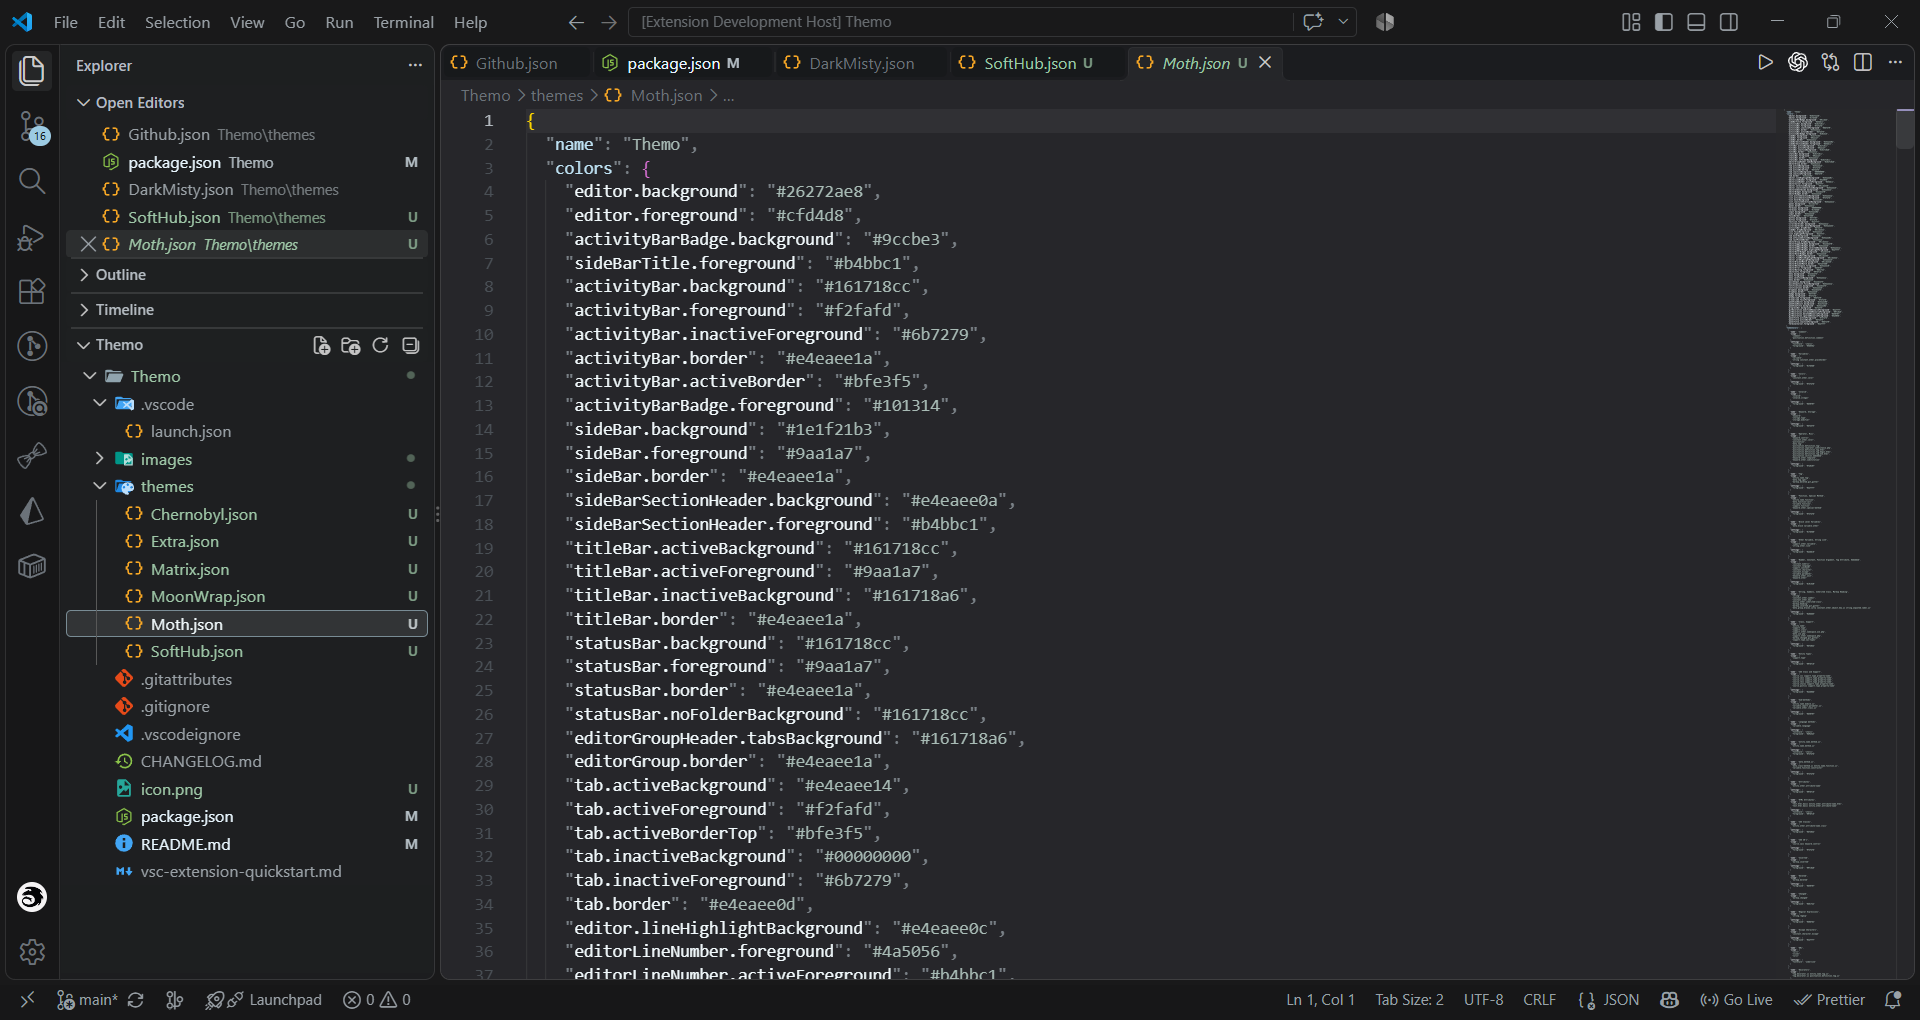 File Edit Selection View Go Run Terminal Help
[Extension Development Host] Themo
Explorer
Open Editors
Github.json Themo\themes
package.json Themo M
DarkMisty.json Themo\themes
SoftHub.json Themo\themes U
Moth.json Themo\themes U
Outline
Timeline
Themo
Themo
.vscode
launch.json
images
themes
Chernobyl.json U
Extra.json U
Matrix.json U
MoonWrap.json U
Moth.json U
SoftHub.json U
.gitattributes
.gitignore
.vscodeignore
CHANGELOG.md
icon.png U
package.json M
README.md M
vsc-extension-quickstart.md
16
Github.json package.json M DarkMisty.json SoftHub.json U Moth.json U
Themo > themes > {} Moth.json > ...
1 {
2 "name": "Themo",
3 "colors": {
4 "editor.background": "#26272ae8",
5 "editor.foreground": "#cfd4d8",
6 "activityBarBadge.background": "#9ccbe3",
7 "sideBarTitle.foreground": "#b4bbc1",
8 "activityBar.background": "#161718cc",
9 "activityBar.foreground": "#f2fafd",
10 "activityBar.inactiveForeground": "#6b7279",
11 "activityBar.border": "#e4eaee1a",
12 "activityBar.activeBorder": "#bfe3f5",
13 "activityBarBadge.foreground": "#101314",
14 "sideBar.background": "#1e1f21b3",
15 "sideBar.foreground": "#9aa1a7",
16 "sideBar.border": "#e4eaee1a",
17 "sideBarSectionHeader.background": "#e4eaee0a",
18 "sideBarSectionHeader.foreground": "#b4bbc1",
19 "titleBar.activeBackground": "#161718cc",
20 "titleBar.activeForeground": "#9aa1a7",
21 "titleBar.inactiveBackground": "#161718a6",
22 "titleBar.border": "#e4eaee1a",
23 "statusBar.background": "#161718cc",
24 "statusBar.foreground": "#9aa1a7",
25 "statusBar.border": "#e4eaee1a",
26 "statusBar.noFolderBackground": "#161718cc",
27 "editorGroupHeader.tabsBackground": "#161718a6",
28 "editorGroup.border": "#e4eaee1a",
29 "tab.activeBackground": "#e4eaee14",
30 "tab.activeForeground": "#f2fafd",
31 "tab.activeBorderTop": "#bfe3f5",
32 "tab.inactiveBackground": "#00000000",
33 "tab.inactiveForeground": "#6b7279",
34 "tab.border": "#e4eaee0d",
35 "editor.lineHighlightBackground": "#e4eaee0c",
36 "editorLineNumber.foreground": "#4a5056",
37 "editorLineNumber.activeForeground": "#b4bbc1",
main* Launchpad 0 0
Ln 1, Col 1 Tab Size: 2 UTF-8 CRLF {} JSON Go Live Prettier